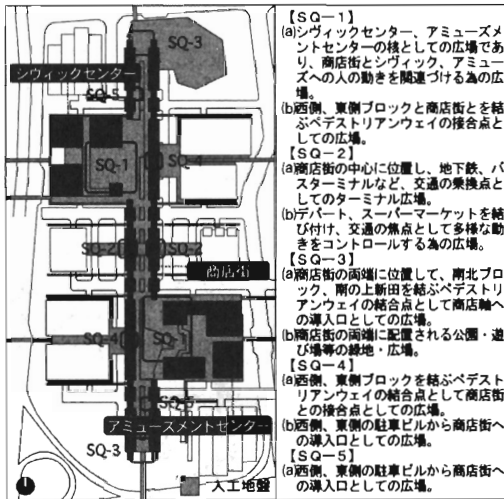 SQ-3
シヴィックセンター
SQ-5
SQ-1
SQ-4
SQ-2
SQ-2
商店街
SQ-4
SQ-1
SQ-5
アミューズメントセンター
SQ-3
人工地盤
【SQ−1】
(a)シヴィックセンター、アミューズメ
ントセンターの核としての広場であ
り、商店街とシヴィック、アミュー
ズへの人の動きを関連づける為の広
場。
(b)西側、東側ブロックと商店街とを結
ぶペデストリアンウェイの接合点と
しての広場。
【SQ−2】
(a)商店街の中心に位置し、地下鉄、バ
スターミナルなど、交通の乗換点と
してのターミナル広場。
(b)デパート、スーパーマーケットを結
び付け、交通の焦点として多様な動
きをコントロールする為の広場。
【SQ−3】
(a)商店街の両端に位置して、南北ブロ
ック、南の上新田を結ぶペデストリ
アンウェイの結合点として商店軸へ
の導入口としての広場。
(b)商店街の両端に配置される公園・遊
び場等の緑地・広場。
【SQ−4】
(a)西側、東側ブロックを結ぶペデスト
リアンウェイの結合点として商店街
との接合点としての広場。
(b)西側、東側の駐車ビルから商店街へ
の導入口としての広場。
【SQ−5】
(a)西側、東側の駐車ビルから商店街へ
の導入口としての広場。